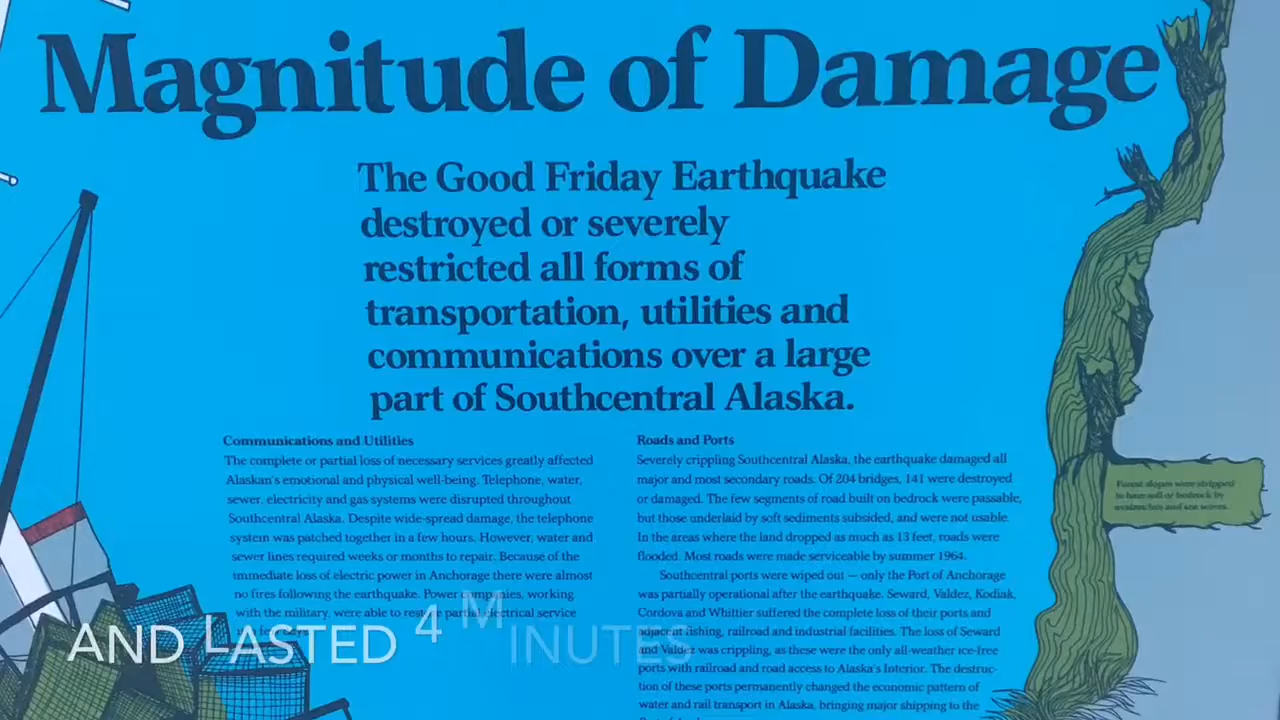 Magnitude of Damage
The Good Friday Earthquake
destroyed or severely
restricted all forms of
transportation, utilities and
communications over a large
part of Southcentral Alaska.
Communications and Utilities
The complete or partial loss of necessary services greatly affected
Alaskan's emotional and physical well-being. Telephone, water,
sewer, electricity and gas systems were disrupted throughout
Southcentral Alaska. Despite wide-spread damage, the telephone
system was patched together in a few hours. However, water and
sewer lines required weeks or months to repair. Because of the
immediate loss of electric power in Anchorage there were almost
no fires following the earthquake. Power companies, working
with the military, were able to restore partial electrical service
Roads and Ports
Severely crippling Southcentral Alaska, the earthquake damaged all
major and most secondary roads. Of 204 bridges, 141 were destroyed
or damaged. The few segments of road built on bedrock were passable,
but those underlaid by soft sediments subsided, and were not usable.
In the areas where the land dropped as much as 13 feet, roads were
flooded. Most roads were made serviceable by summer 1964.
Southcentral ports were wiped out — only the Port of Anchorage
was partially operational after the earthquake. Seward, Valdez, Kodiak,
Cordova and Whittier suffered the complete loss of their ports and
adjacent fishing, railroad and industrial facilities. The loss of Seward
and Valdez was crippling, as these were the only all-weather ice-free
ports with railroad and road access to Alaska's Interior. The destruc-
tion of these ports permanently changed the economic pattern of
water and rail transport in Alaska, bringing major shipping to the
Forest slopes were stripped
to bare soil or bedrock by
avalanches and sea waves.
AND LASTED 4 MINUTES